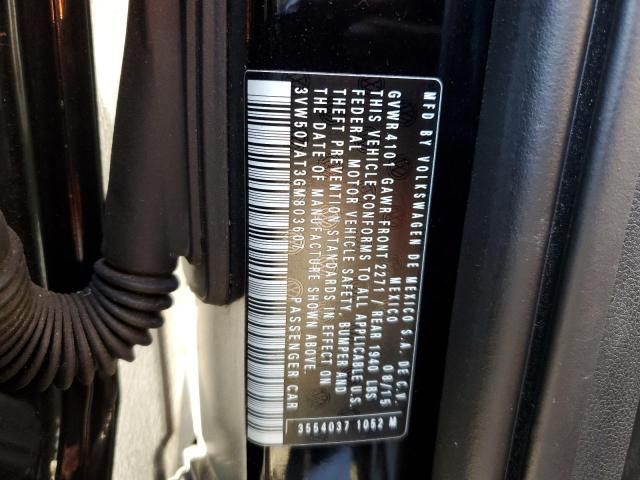 MFD BY VOLKSWAGEN DE MEXICO S.A. DE C.V.
MEXICO 09/15
GVWR 4101 GAWR FRONT 2271 / REAR 1940 LBS
THIS VEHICLE CONFORMS TO ALL APPLICABLE U.S.
FEDERAL MOTOR VEHICLE SAFETY, BUMPER AND
THEFT PREVENTION STANDARDS IN EFFECT ON
THE DATE OF MANUFACTURE SHOWN ABOVE
3VW507AT3GM803607 PASSENGER CAR
3554037 1062 M